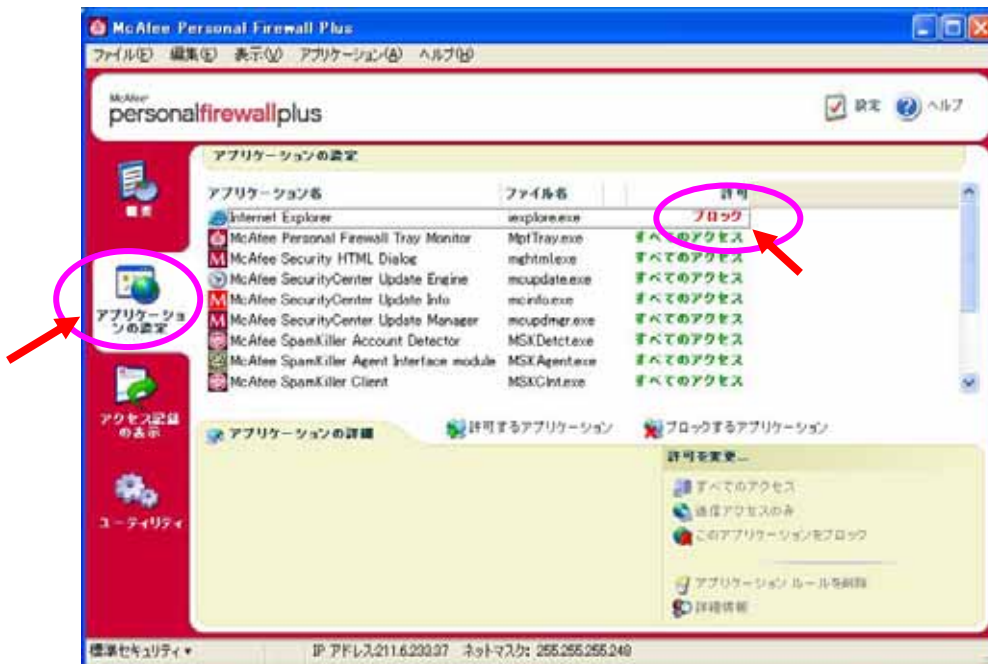 McAfee Personal Firewall Plus
ファイル(F) 編集(E) 表示(V) アプリケーション(A) ヘルプ(H)
McAfee
personalfirewallplus
設定 ヘルプ
アプリケーションの設定
アプリケーション名 ファイル名 許可
Internet Explorer iexplore.exe ブロック
McAfee Personal Firewall Tray Monitor MpfTray.exe すべてのアクセス
McAfee Security HTML Dialog mghtml.exe すべてのアクセス
McAfee SecurityCenter Update Engine mcupdate.exe すべてのアクセス
McAfee SecurityCenter Update Info mcinfo.exe すべてのアクセス
McAfee SecurityCenter Update Manager mcupdmgr.exe すべてのアクセス
McAfee SpamKiller Account Detector MSKDetct.exe すべてのアクセス
McAfee SpamKiller Agent Interface module MSKAgent.exe すべてのアクセス
McAfee SpamKiller Client MSKClnt.exe すべてのアクセス
概要
アプリケーショ
ンの設定
アクセス記録
の表示
ユーティリティ
アプリケーションの詳細 許可するアプリケーション ブロックするアプリケーション
許可を変更...
すべてのアクセス
送信アクセスのみ
このアプリケーションをブロック
アプリケーション ルールを削除
詳細情報
標準セキュリティ IP アドレス:211.6.233.37 ネットマスク: 255.255.255.248